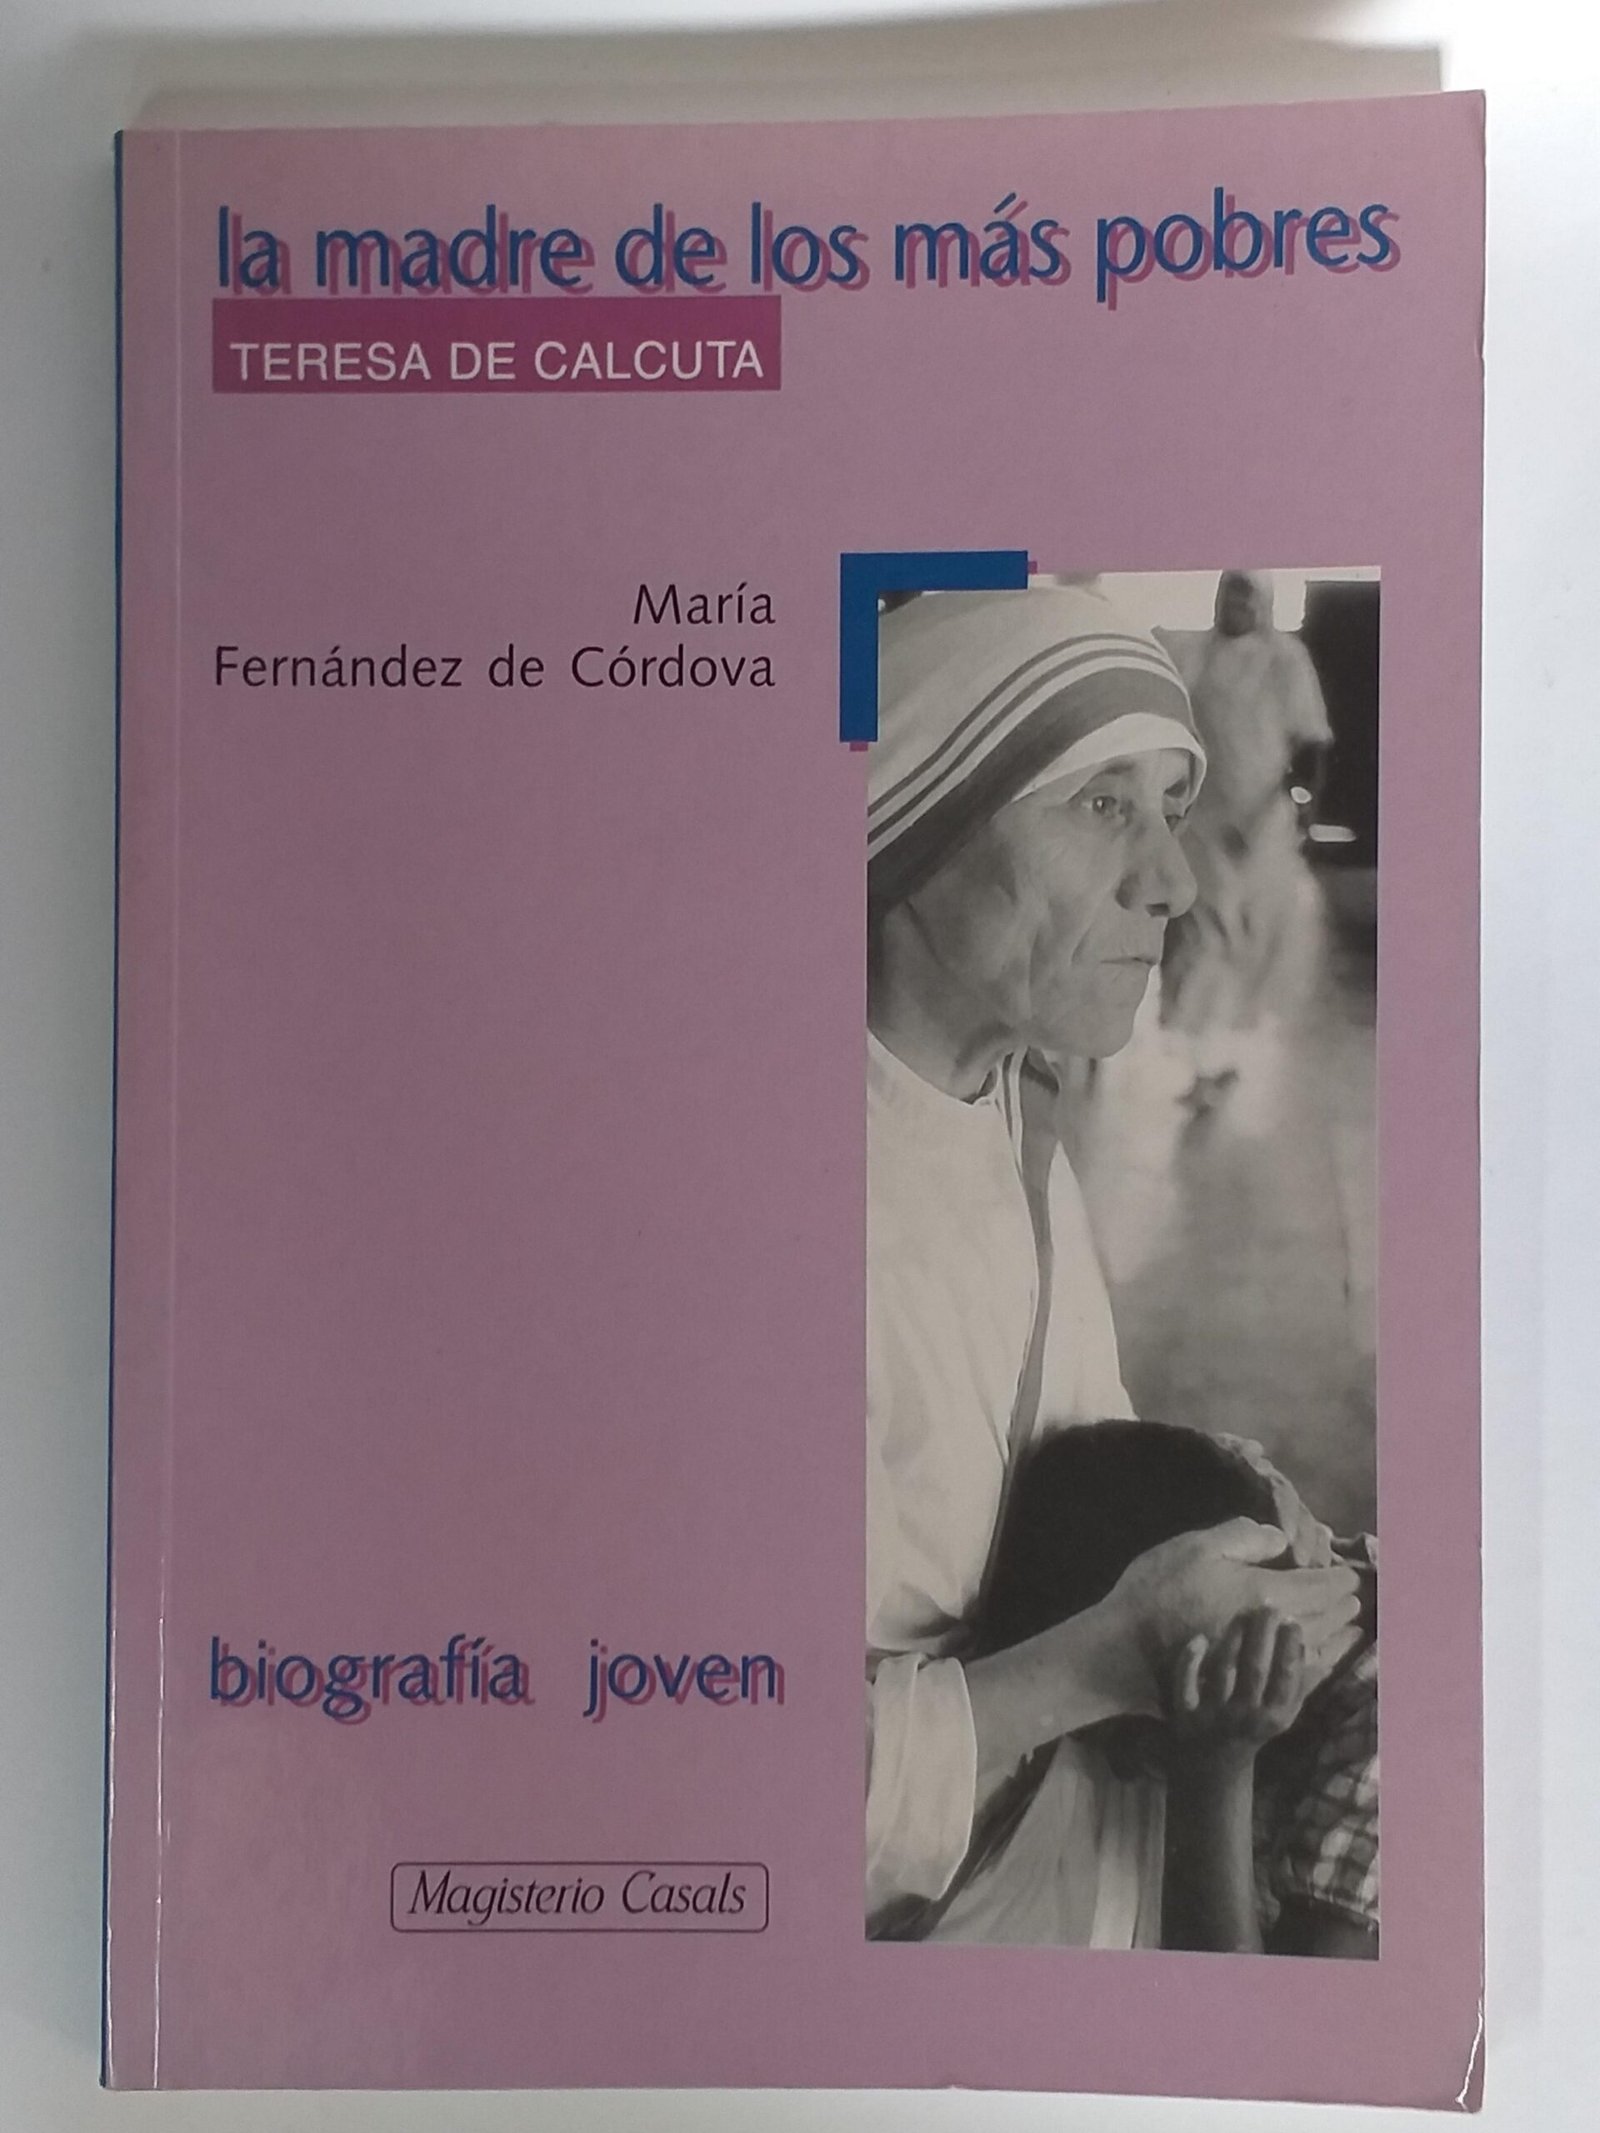 la madre de los más pobres
TERESA DE CALCUTA
María
Fernández de Córdova
biografía joven
Magisterio Casals